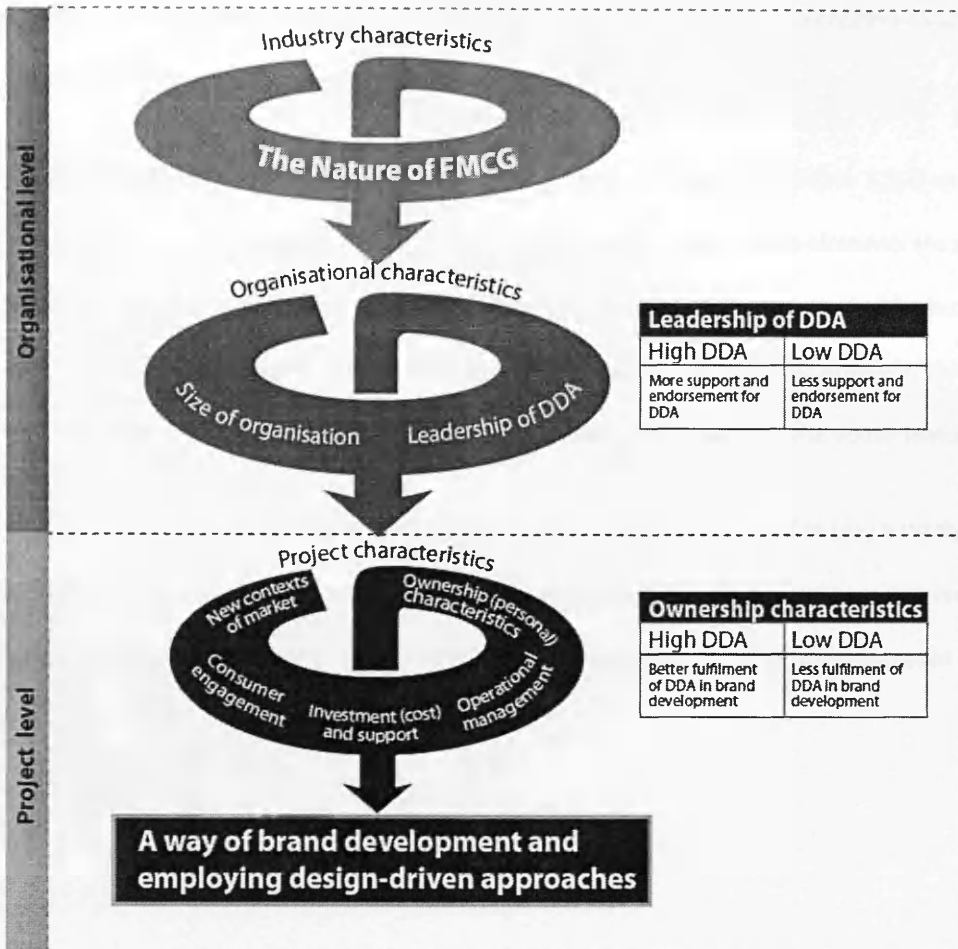 Organisational level
Industry characteristics
The Nature of FMCG
Organisational characteristics
Size of organisation
Leadership of DDA
Leadership of DDA
High DDA
Low DDA
More support and
endorsement for
DDA
Less support and
endorsement for
DDA
Project level
Project characteristics
New contexts
of market
Ownership (personal)
characteristics
Consumer
engagement
Investment (cost)
and support
Operational
management
Ownership characteristics
High DDA
Low DDA
Better fulfilment
of DDA in brand
development
Less fulfilment of
DDA in brand
development
A way of brand development and
employing design-driven approaches